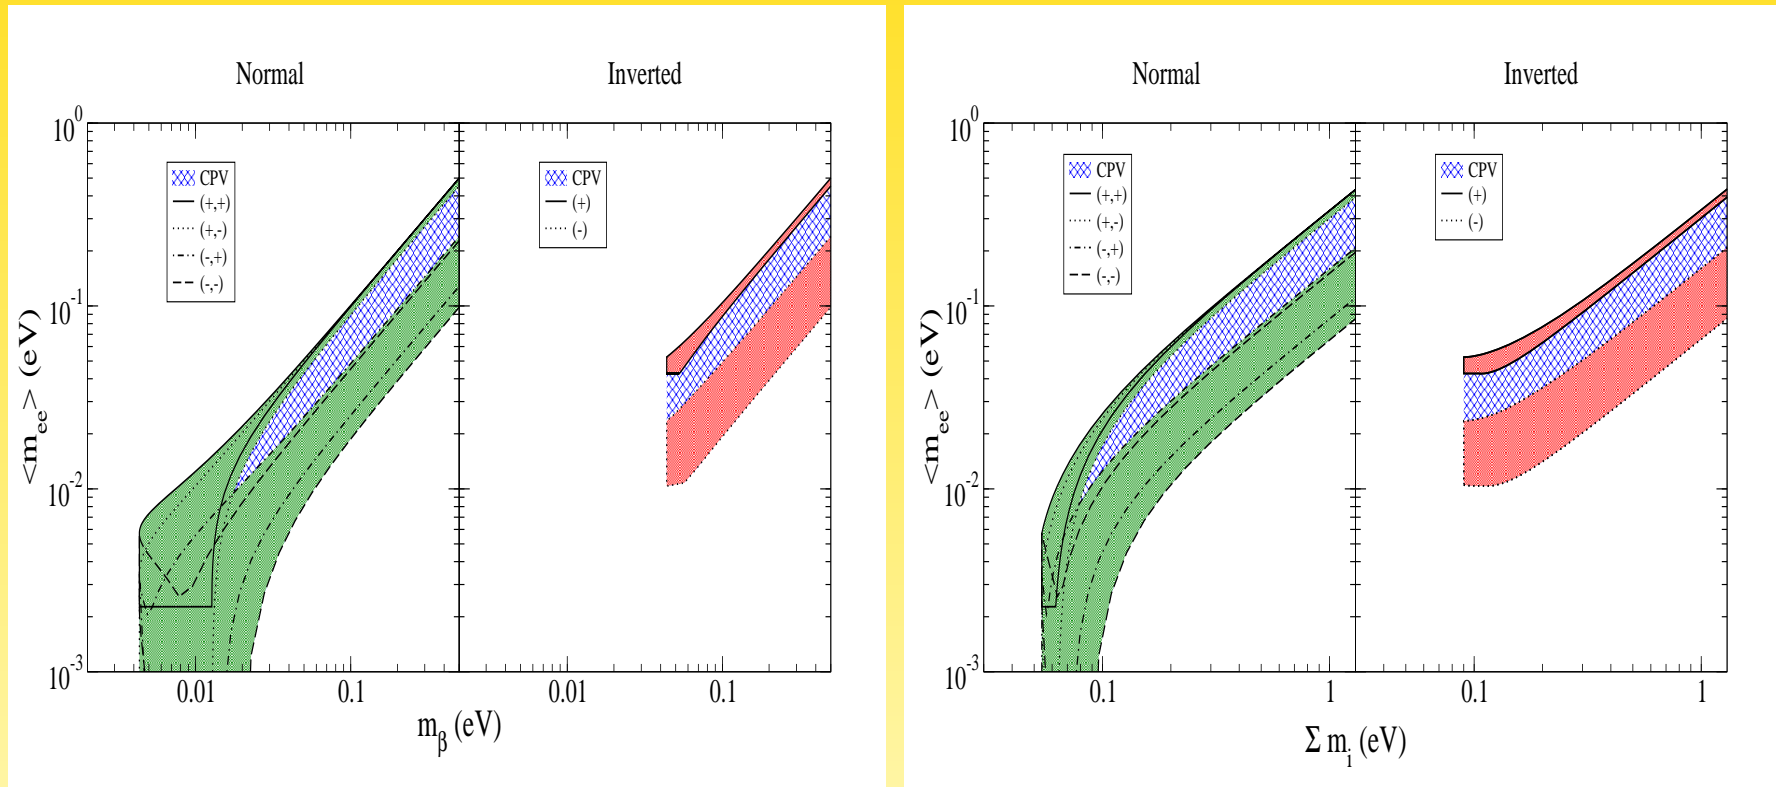 Normal
Inverted
10^0
10^-1
10^-2
10^-3
<m_ee> (eV)
CPV
(+,+)
(+,-)
(-,+)
(-,-)
CPV
(+)
(-)
0.01
0.1
0.01
0.1
m_β (eV)
Normal
Inverted
10^0
10^-1
10^-2
10^-3
<m_ee> (eV)
CPV
(+,+)
(+,-)
(-,+)
(-,-)
CPV
(+)
(-)
0.1
1
0.1
1
Σ m_i (eV)